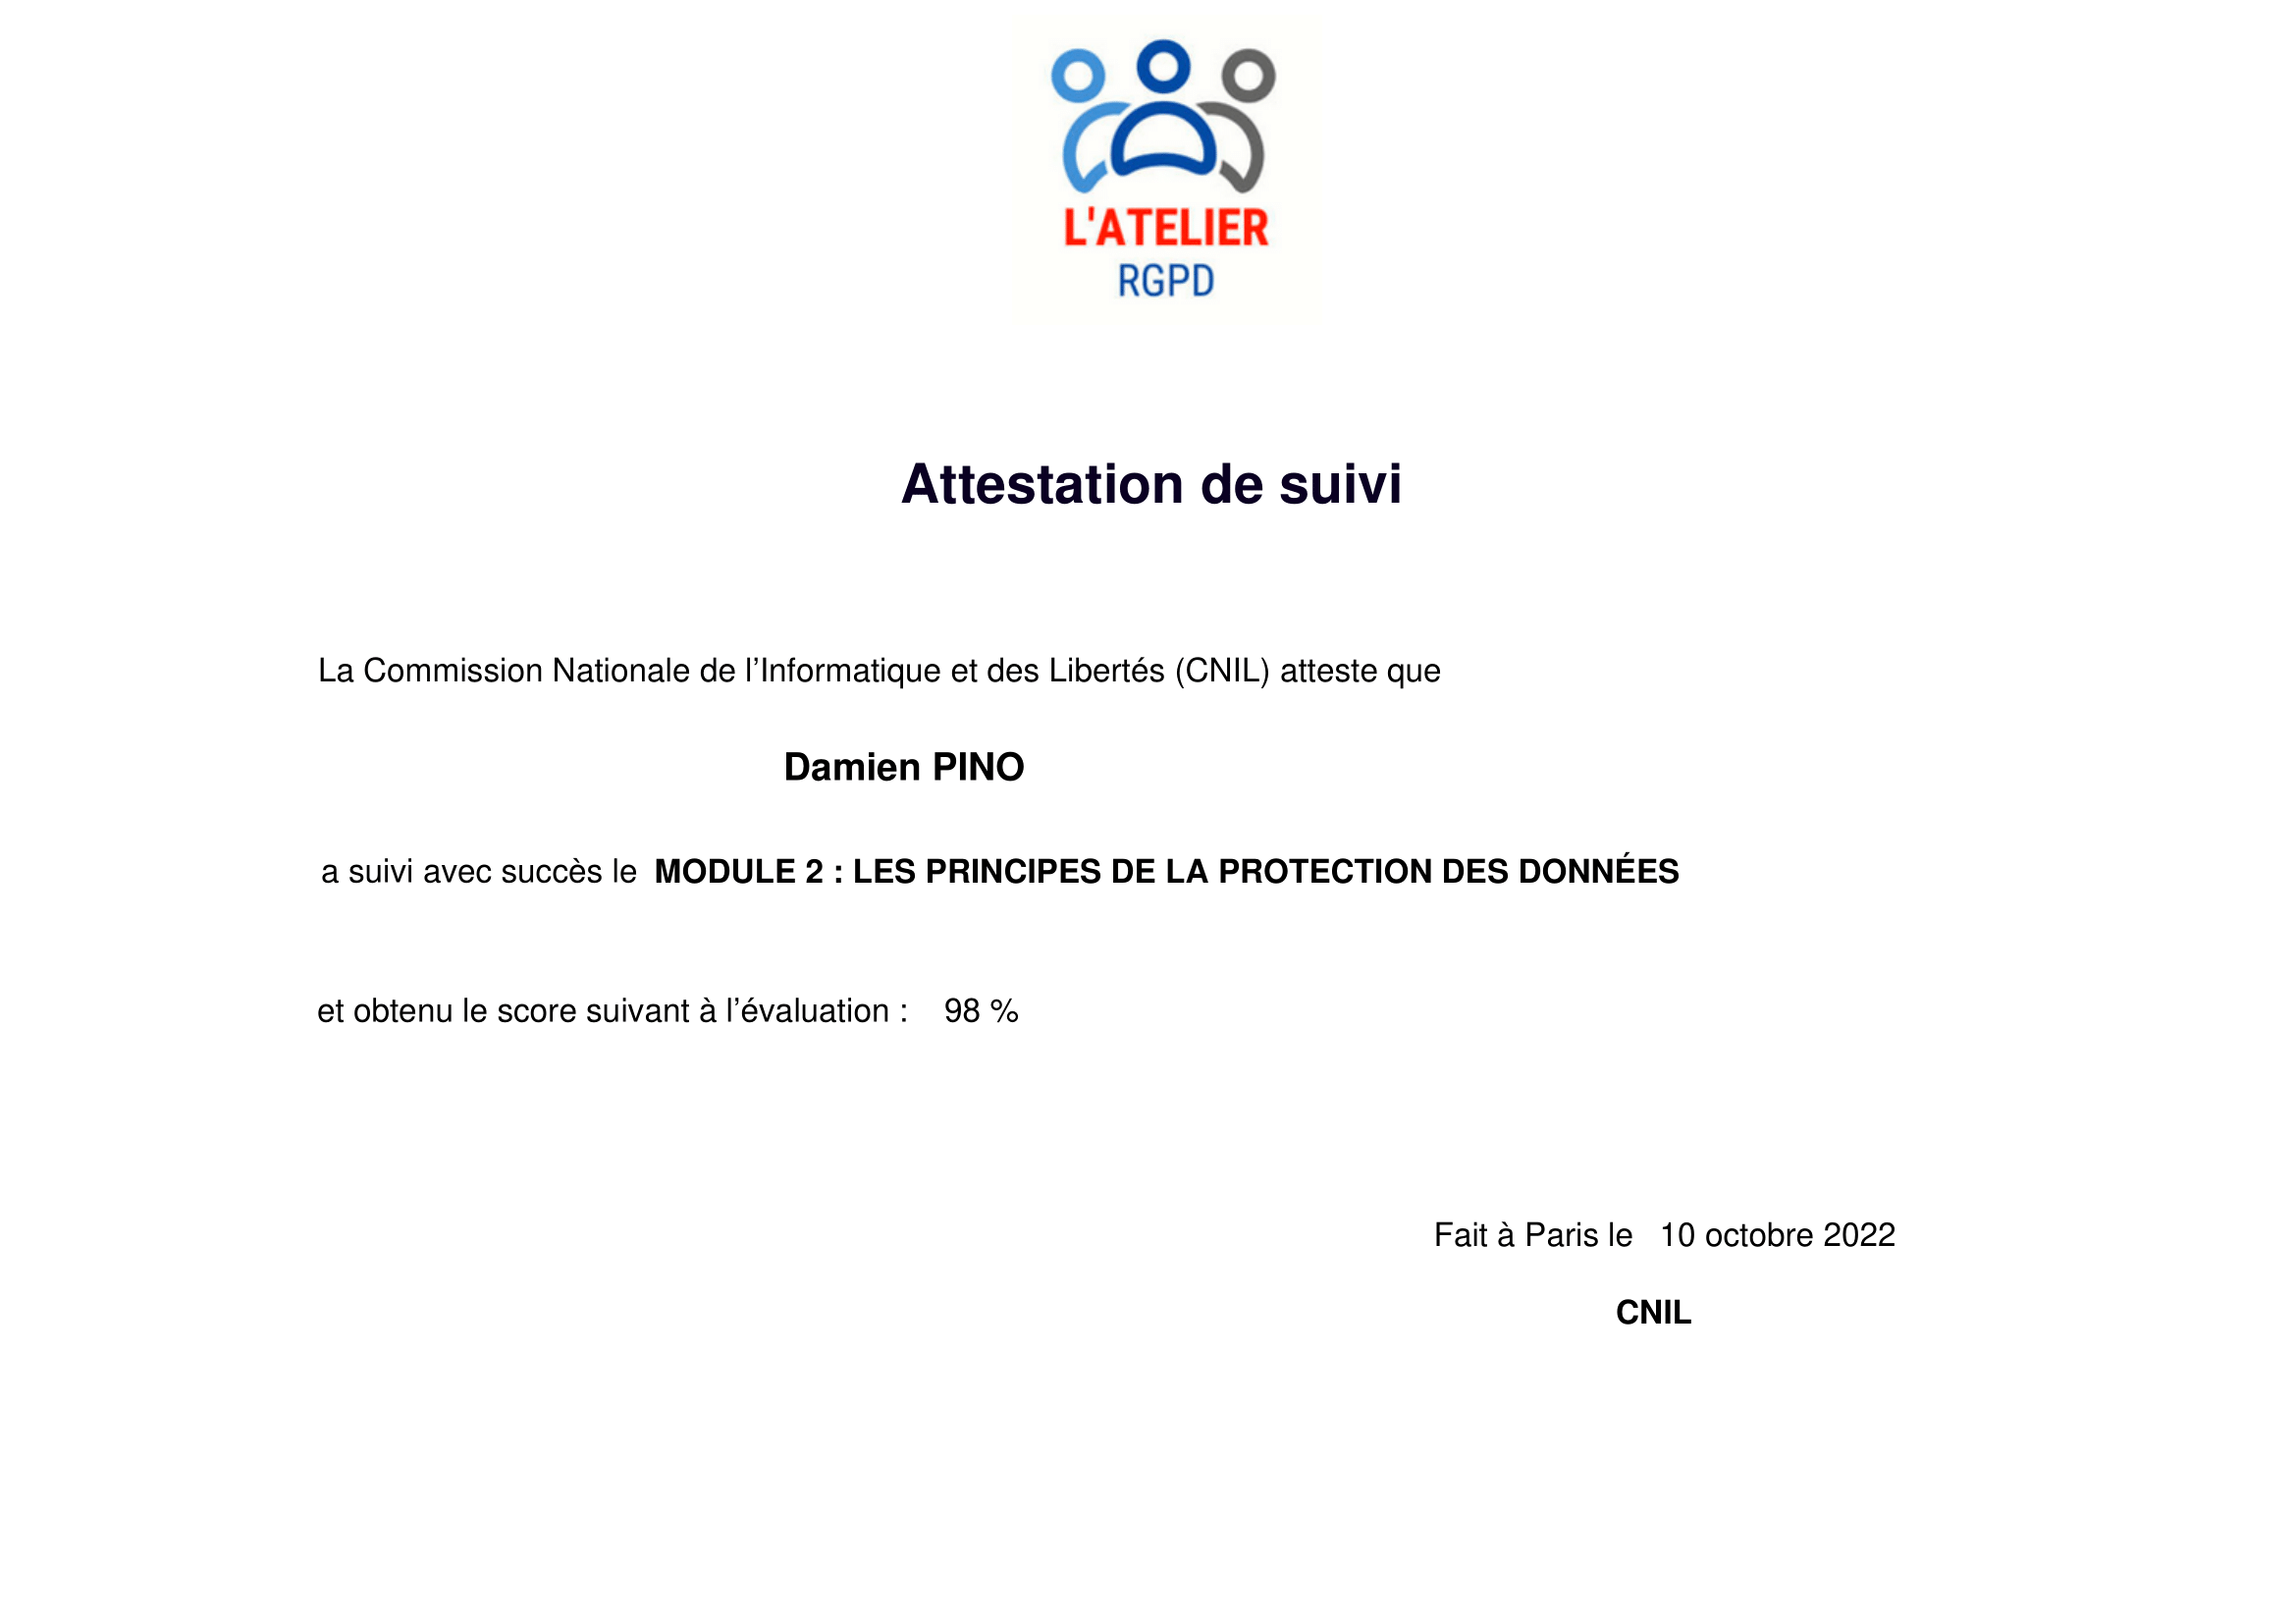 L'ATELIER
RGPD
Attestation de suivi
La Commission Nationale de l’Informatique et des Libertés (CNIL) atteste que
Damien PINO
a suivi avec succès le MODULE 2 : LES PRINCIPES DE LA PROTECTION DES DONNÉES
et obtenu le score suivant à l’évaluation : 98 %
Fait à Paris le 10 octobre 2022
CNIL